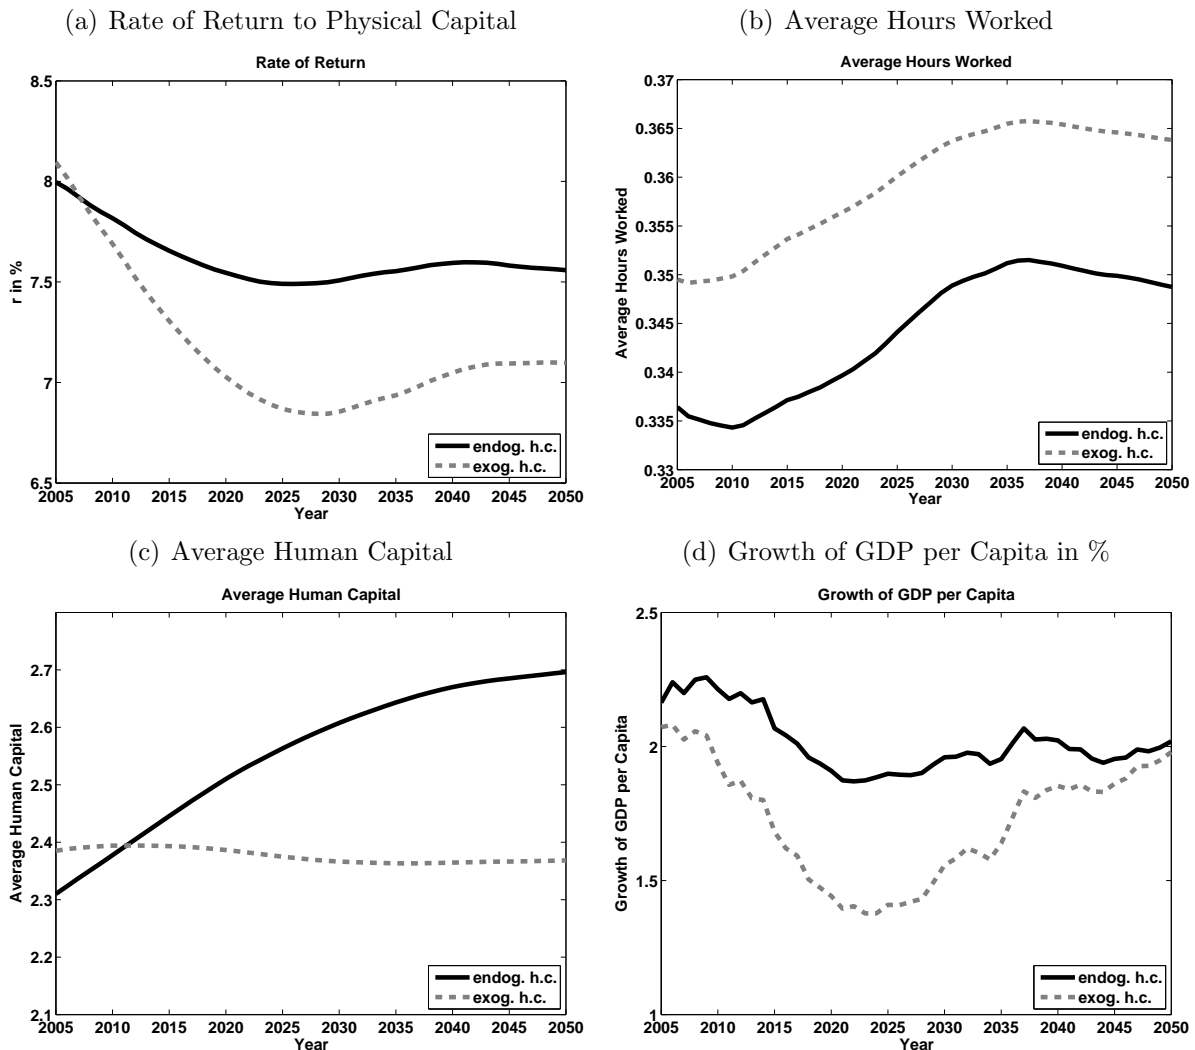 (a) Rate of Return to Physical Capital
Rate of Return
8.5
8
7.5
7
6.5
r in %
2005 2010 2015 2020 2025 2030 2035 2040 2045 2050
Year
endog. h.c.
exog. h.c.
(b) Average Hours Worked
Average Hours Worked
0.37
0.365
0.36
0.355
0.35
0.345
0.34
0.335
0.33
Average Hours Worked
2005 2010 2015 2020 2025 2030 2035 2040 2045 2050
Year
endog. h.c.
exog. h.c.
(c) Average Human Capital
Average Human Capital
2.7
2.6
2.5
2.4
2.3
2.2
2.1
Average Human Capital
2005 2010 2015 2020 2025 2030 2035 2040 2045 2050
Year
endog. h.c.
exog. h.c.
(d) Growth of GDP per Capita in %
Growth of GDP per Capita
2.5
2
1.5
1
Growth of GDP per Capita
2005 2010 2015 2020 2025 2030 2035 2040 2045 2050
Year
endog. h.c.
exog. h.c.